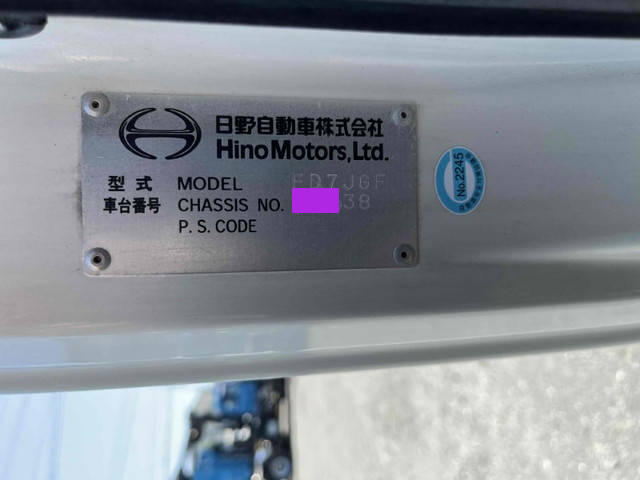 日野自動車株式会社
Hino Motors, Ltd.
型式 MODEL FD7JGF
車台番号 CHASSIS NO. 38
P.S. CODE
No.2245